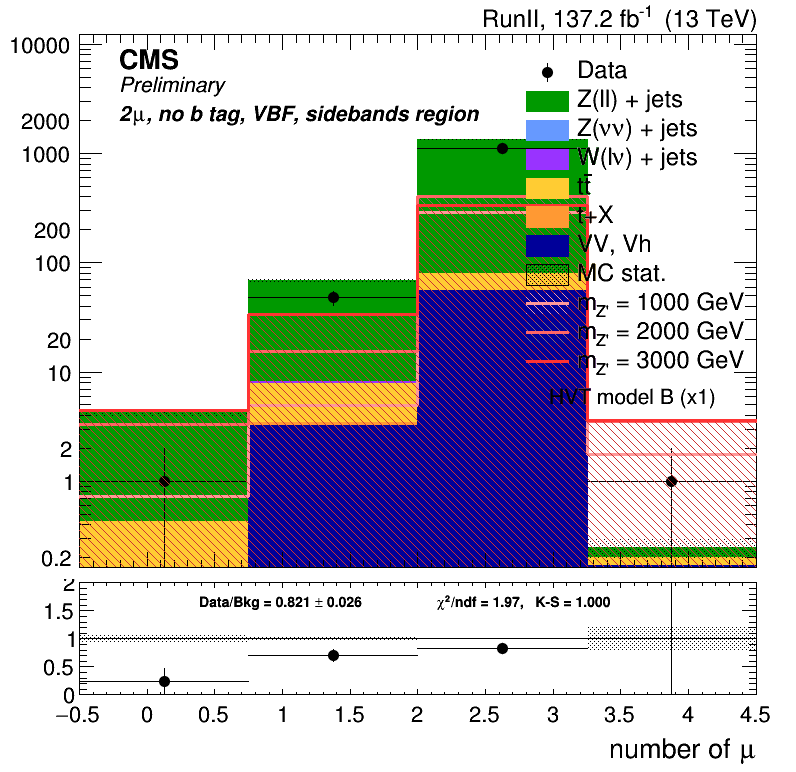 RunII, 137.2 fb⁻¹ (13 TeV)
CMS
Preliminary
2μ, no b tag, VBF, sidebands region
Data
Z(ll) + jets
Z(νν) + jets
W(lν) + jets
tt̄
t+X
VV, Vh
MC stat.
m_Z' = 1000 GeV
m_Z' = 2000 GeV
m_Z' = 3000 GeV
HVT model B (x1)
10000
2000
1000
200
100
20
10
2
1
0.2
Data/Bkg = 0.821 ± 0.026 χ²/ndf = 1.97, K-S = 1.000
2
1.5
1
0.5
0
−0.5 0 0.5 1 1.5 2 2.5 3 3.5 4 4.5
number of μ